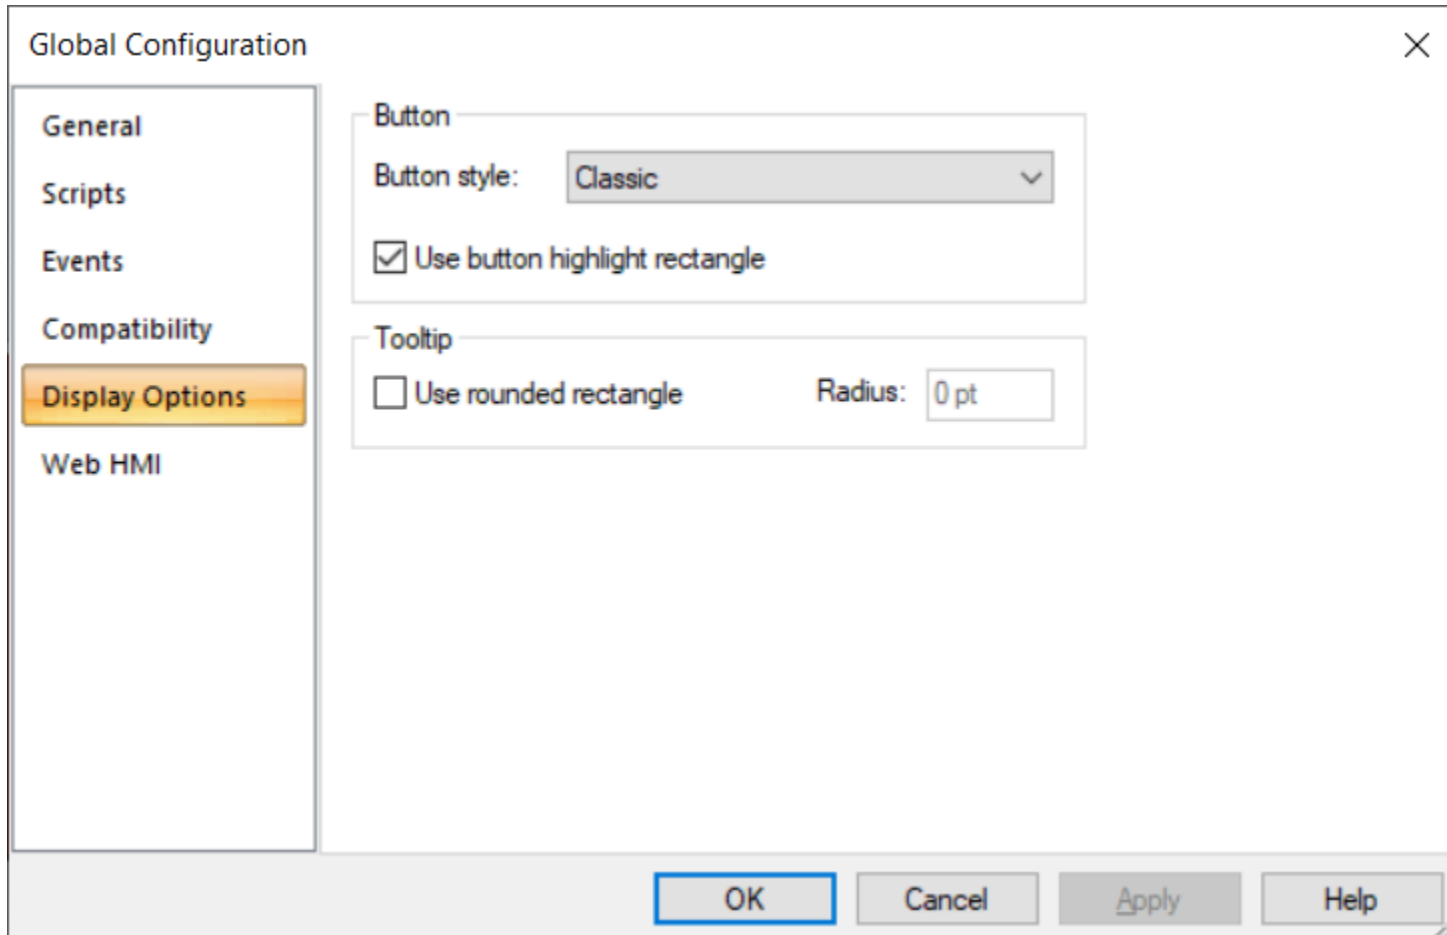 Global Configuration
General
Scripts
Events
Compatibility
Display Options
Web HMI
Button
Button style: Classic
Use button highlight rectangle
Tooltip
Use rounded rectangle Radius: 0 pt
OK Cancel Apply Help